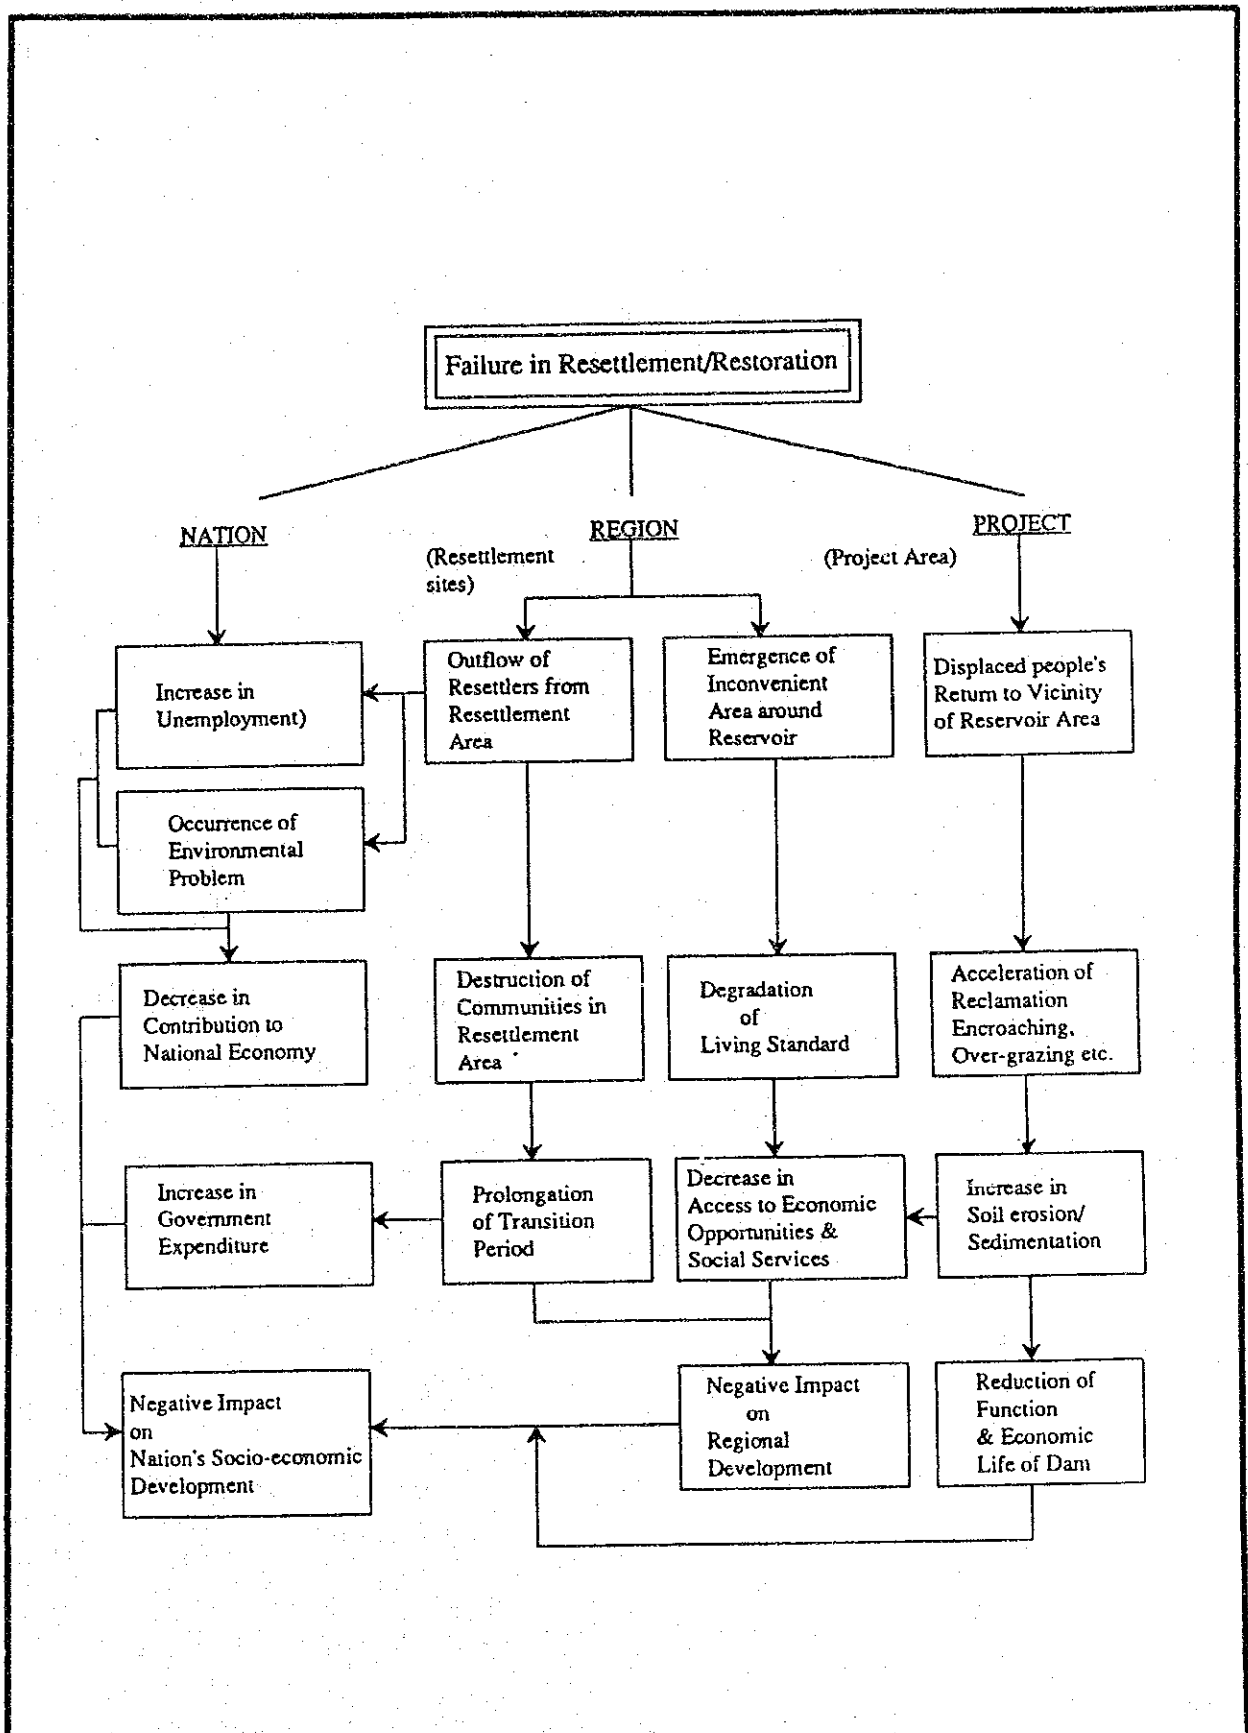 Failure in Resettlement/Restoration
NATION
REGION
PROJECT
(Resettlement
sites)
(Project Area)
Increase in
Unemployment)
Outflow of
Resettlers from
Resettlement
Area
Emergence of
Inconvenient
Area around
Reservoir
Displaced people's
Return to Vicinity
of Reservoir Area
Occurrence of
Environmental
Problem
Decrease in
Contribution to
National Economy
Destruction of
Communities in
Resettlement
Area
Degradation
of
Living Standard
Acceleration of
Reclamation
Encroaching,
Over-grazing etc.
Increase in
Government
Expenditure
Prolongation
of Transition
Period
Decrease in
Access to Economic
Opportunities &
Social Services
Increase in
Soil erosion/
Sedimentation
Negative Impact
on
Nation's Socio-economic
Development
Negative Impact
on
Regional
Development
Reduction of
Function
& Economic
Life of Dam